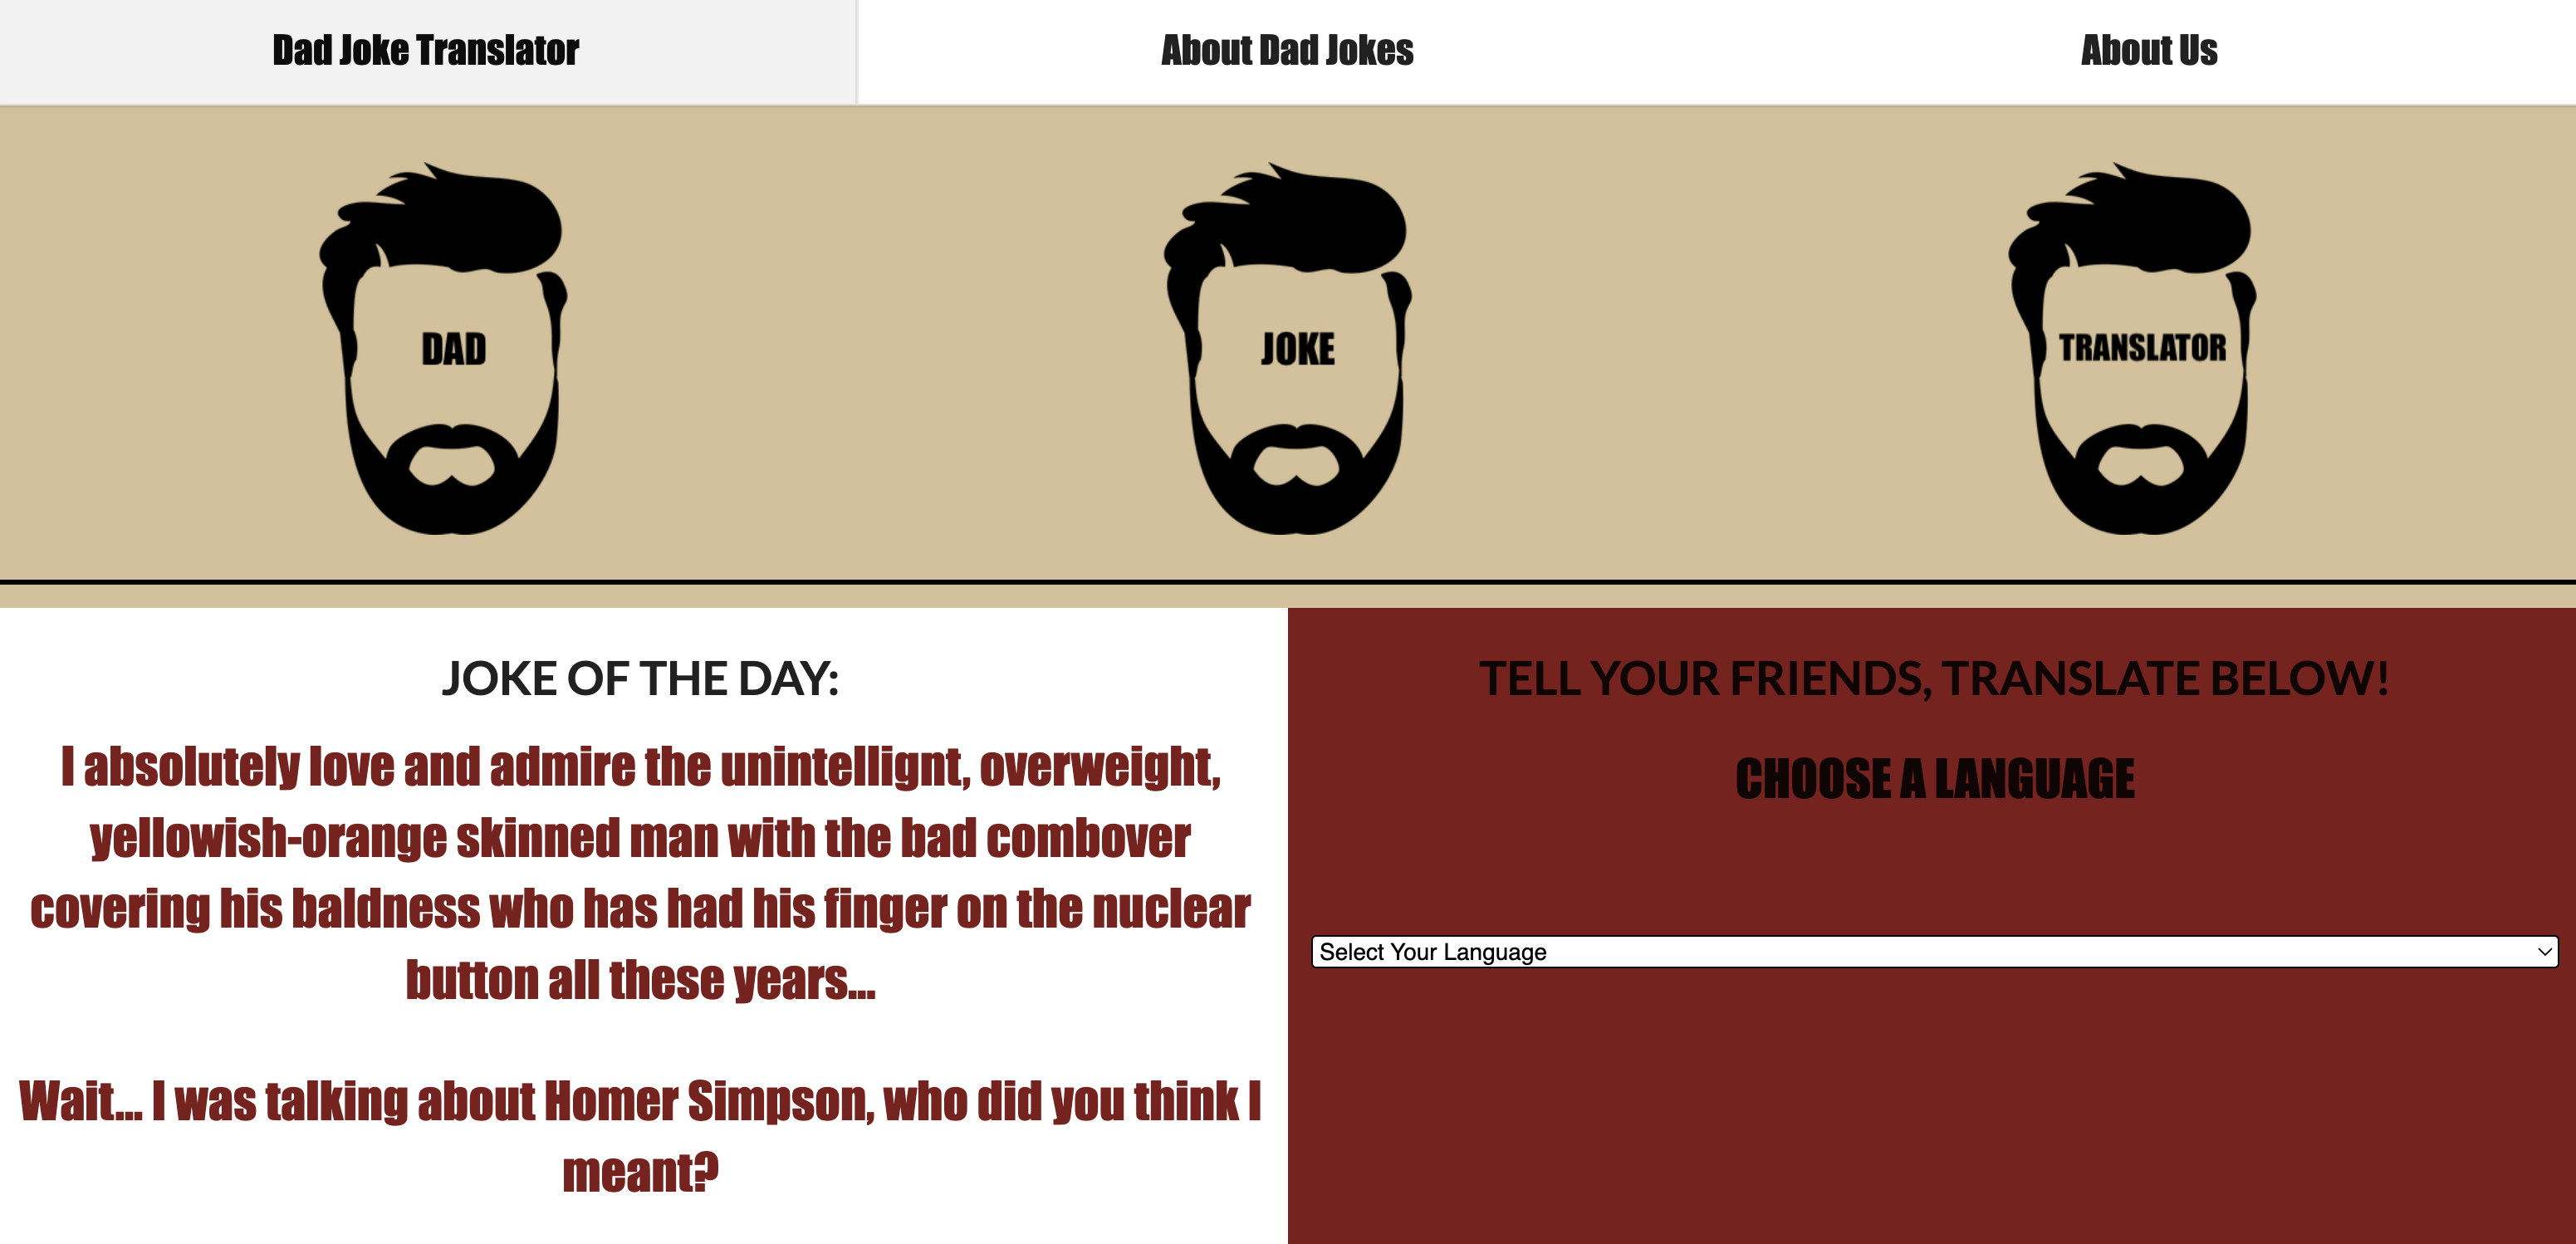 Dad Joke Translator
About Dad Jokes
About Us
DAD
JOKE
TRANSLATOR
JOKE OF THE DAY:
I absolutely love and admire the unintellignt, overweight,
yellowish-orange skinned man with the bad combover
covering his baldness who has had his finger on the nuclear
button all these years...
Wait... I was talking about Homer Simpson, who did you think I
meant?
TELL YOUR FRIENDS, TRANSLATE BELOW!
CHOOSE A LANGUAGE
Select Your Language